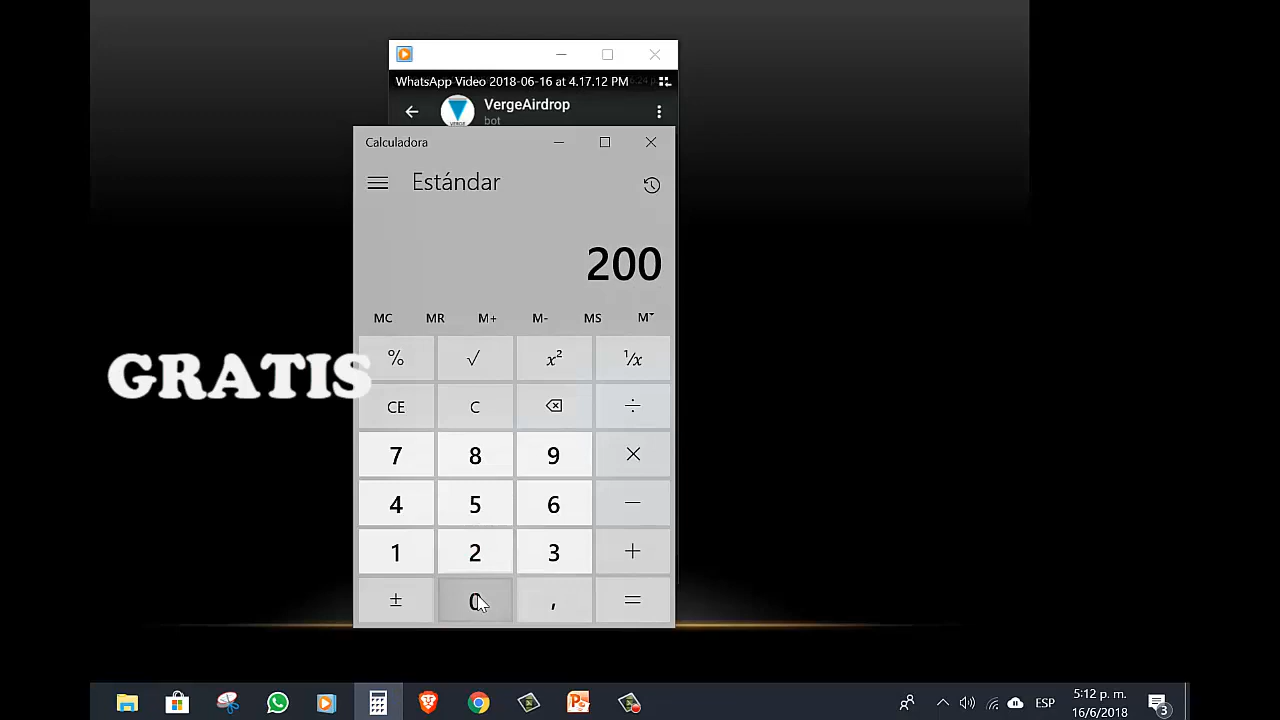 WhatsApp Video 2018-06-16 at 4.17.12 PM
VergeAirdrop
bot
VERGE
Calculadora
Estándar
200
MC MR M+ M- MS M
% √ x² ¹/x
CE C ÷
7 8 9 ×
4 5 6 −
1 2 3 +
± 0 , =
GRATIS
ESP
5:12 p. m.
16/6/2018
3